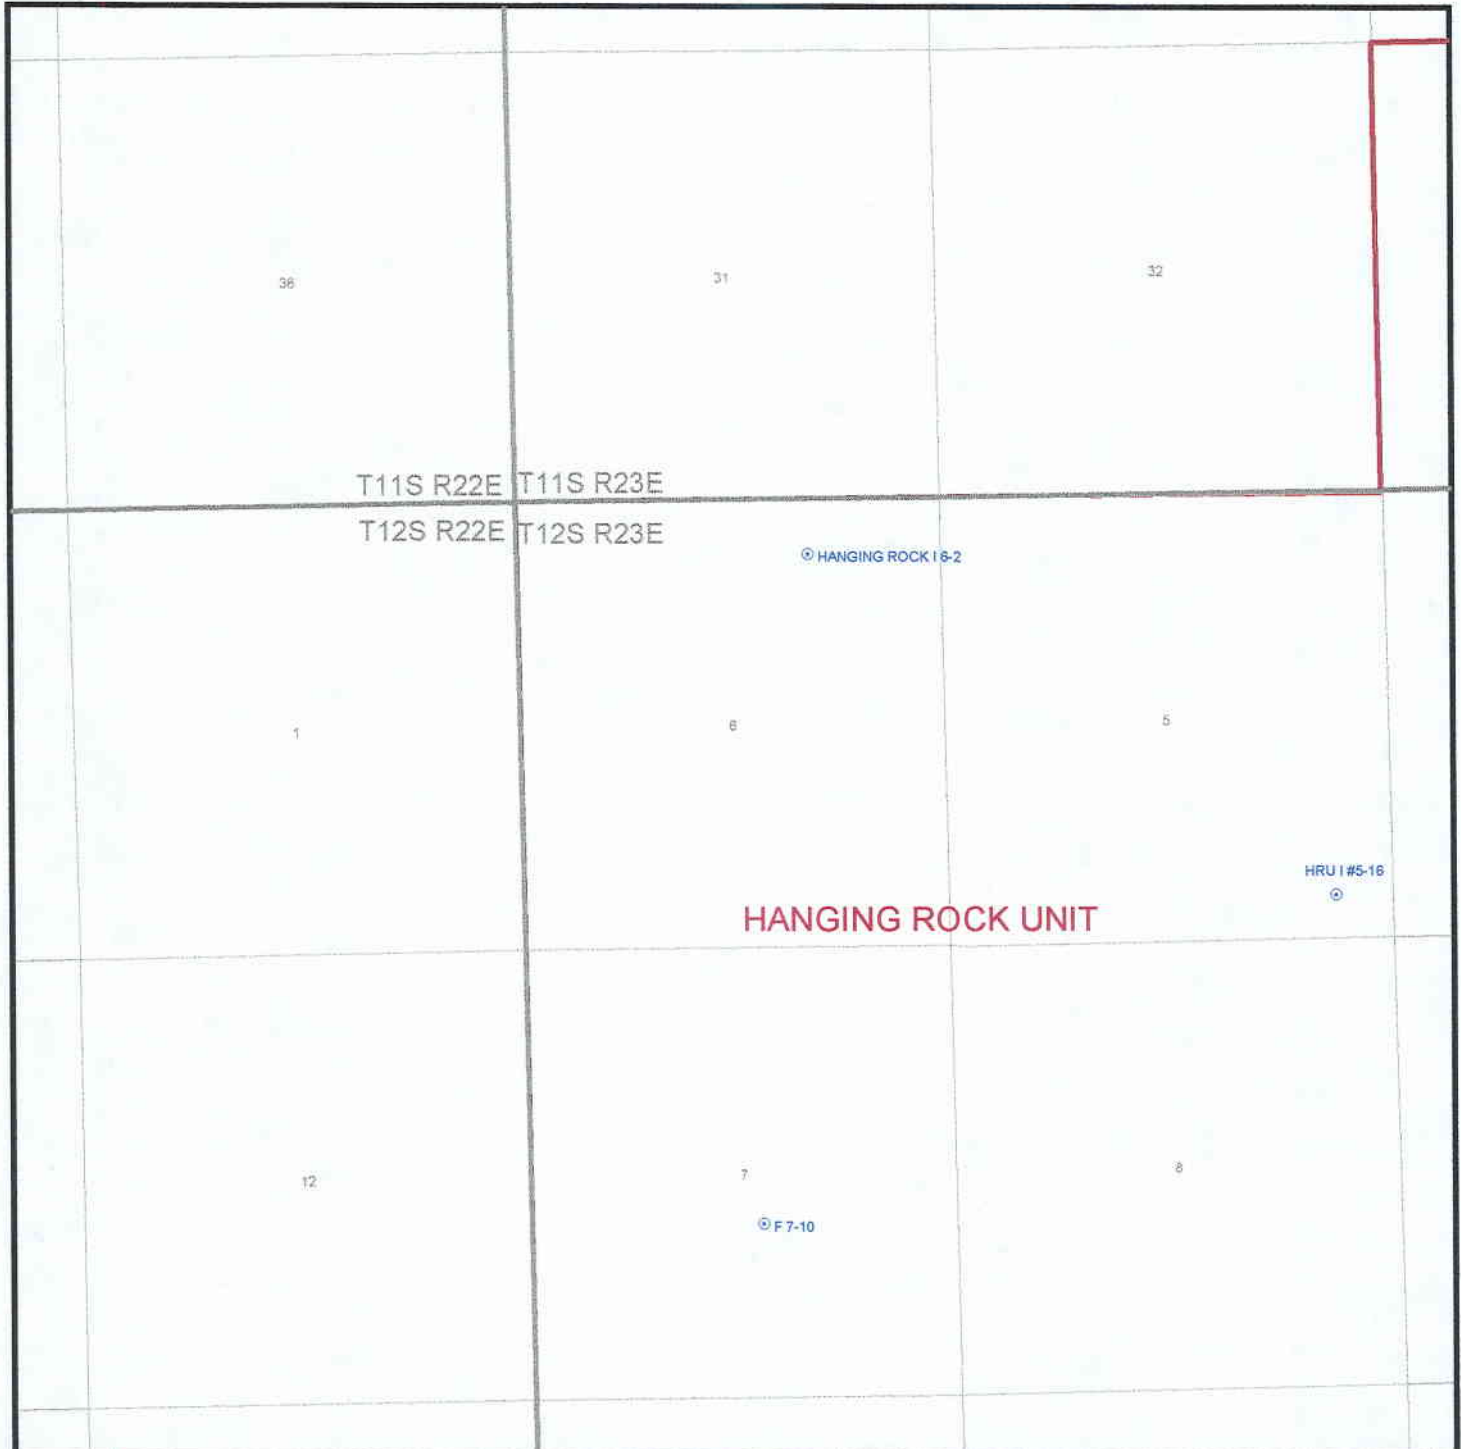 36
31
32
T11S R22E
T11S R23E
T12S R22E
T12S R23E
HANGING ROCK I 6-2
1
6
5
HRU I #5-16
HANGING ROCK UNIT
12
7
8
F 7-10